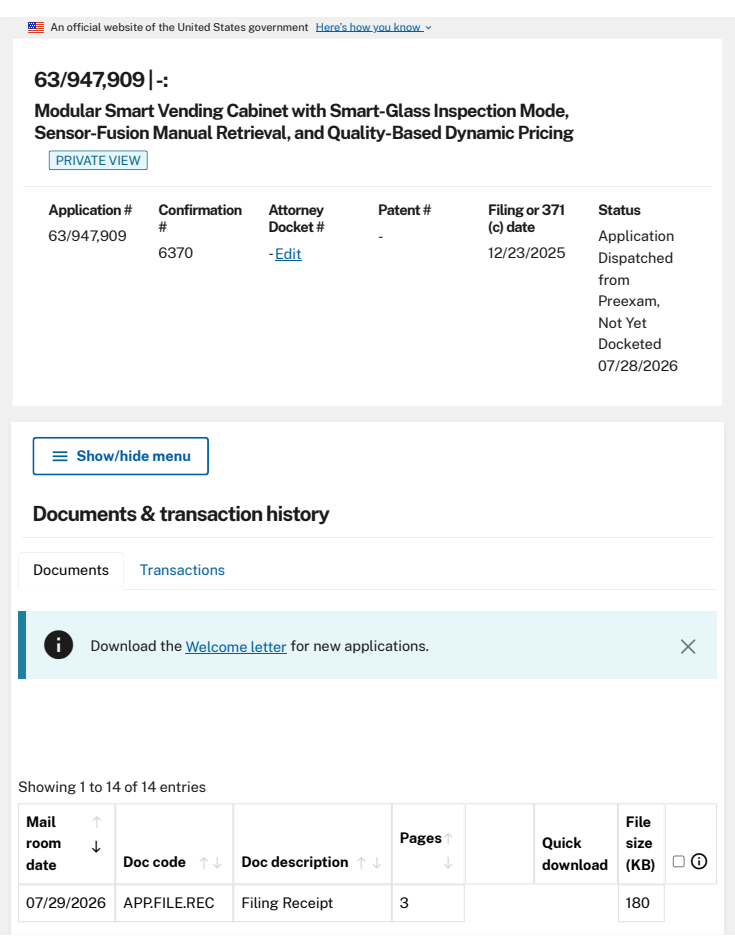 An official website of the United States government Here's how you know
63/947,909 | -:
Modular Smart Vending Cabinet with Smart-Glass Inspection Mode,
Sensor-Fusion Manual Retrieval, and Quality-Based Dynamic Pricing
PRIVATE VIEW
Application #
63/947,909
Confirmation
#
6370
Attorney
Docket #
- Edit
Patent #
-
Filing or 371
(c) date
12/23/2025
Status
Application
Dispatched
from
Preexam,
Not Yet
Docketed
07/28/2026
Show/hide menu
Documents & transaction history
Documents Transactions
Download the Welcome letter for new applications.
Showing 1 to 14 of 14 entries
Mail
room
date
Doc code
Doc description
Pages
Quick
download
File
size
(KB)
07/29/2026 APP.FILE.REC Filing Receipt 3 180